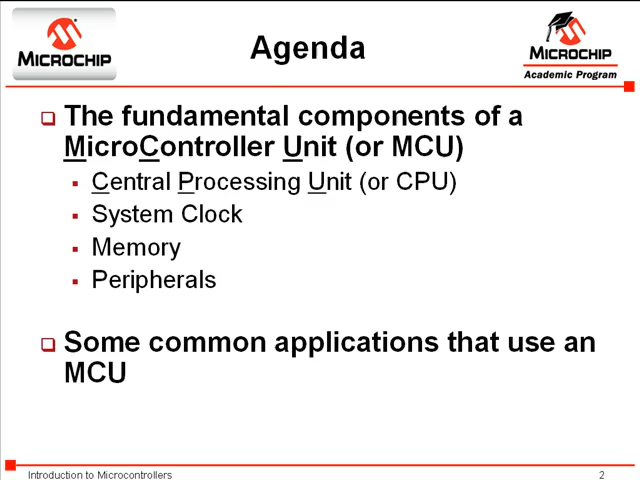 MICROCHIP
Agenda
MICROCHIP
Academic Program
The fundamental components of a
MicroController Unit (or MCU)
Central Processing Unit (or CPU)
System Clock
Memory
Peripherals
Some common applications that use an
MCU
Introduction to Microcontrollers
2